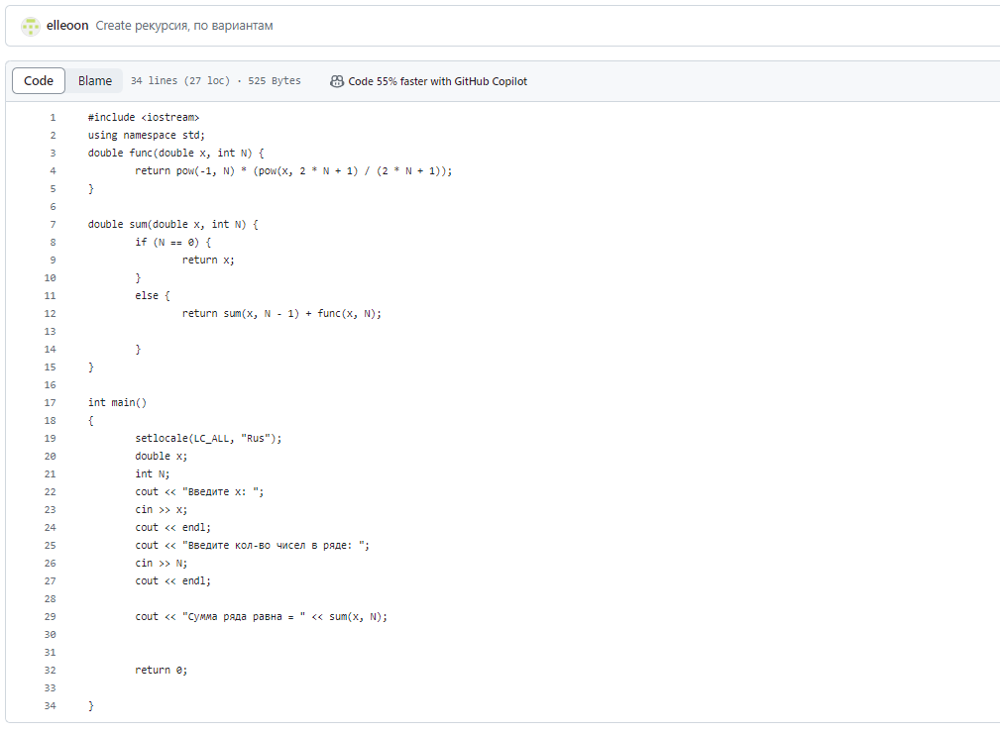 elleoon Create рекурсия, по вариантам
Code Blame 34 lines (27 loc) · 525 Bytes Code 55% faster with GitHub Copilot
1 #include <iostream>
2 using namespace std;
3 double func(double x, int N) {
4 return pow(-1, N) * (pow(x, 2 * N + 1) / (2 * N + 1));
5 }
6
7 double sum(double x, int N) {
8 if (N == 0) {
9 return x;
10 }
11 else {
12 return sum(x, N - 1) + func(x, N);
13
14 }
15 }
16
17 int main()
18 {
19 setlocale(LC_ALL, "Rus");
20 double x;
21 int N;
22 cout << "Введите x: ";
23 cin >> x;
24 cout << endl;
25 cout << "Введите кол-во чисел в ряде: ";
26 cin >> N;
27 cout << endl;
28
29 cout << "Сумма ряда равна = " << sum(x, N);
30
31
32 return 0;
33
34 }